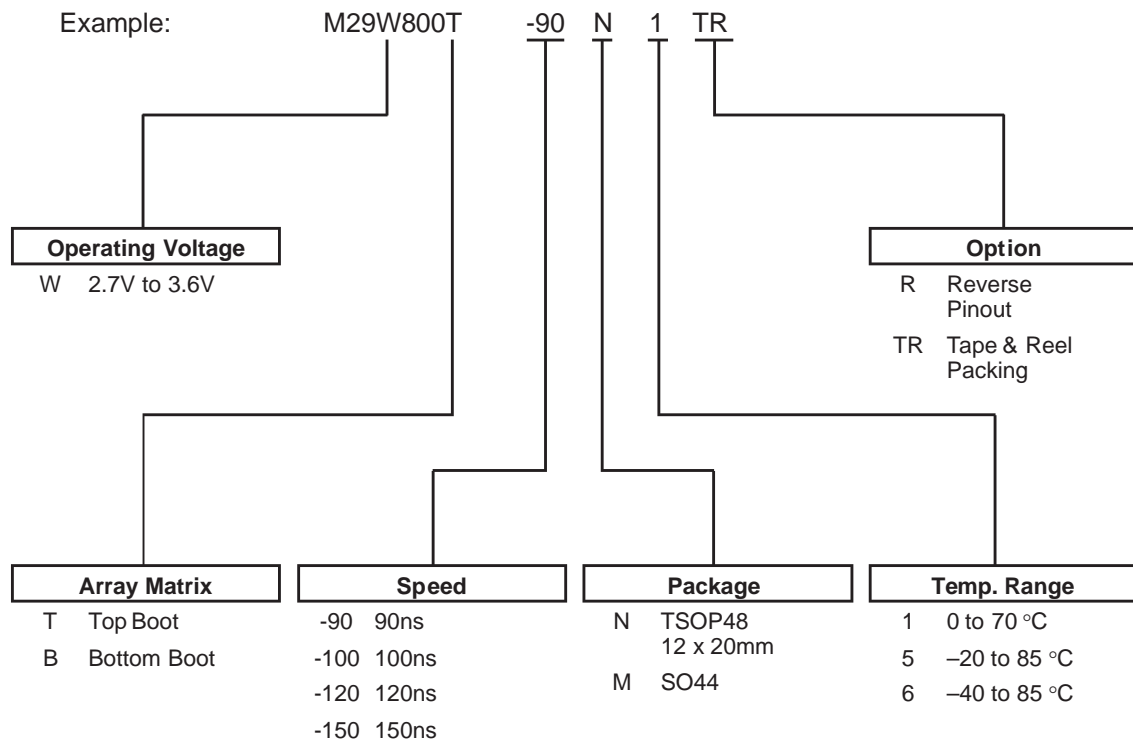 Example: M29W800T -90 N 1 TR
Operating Voltage
W 2.7V to 3.6V
Option
R Reverse
Pinout
TR Tape & Reel
Packing
Array Matrix
T Top Boot
B Bottom Boot
Speed
-90 90ns
-100 100ns
-120 120ns
-150 150ns
Package
N TSOP48
12 x 20mm
M SO44
Temp. Range
1 0 to 70 °C
5 –20 to 85 °C
6 –40 to 85 °C